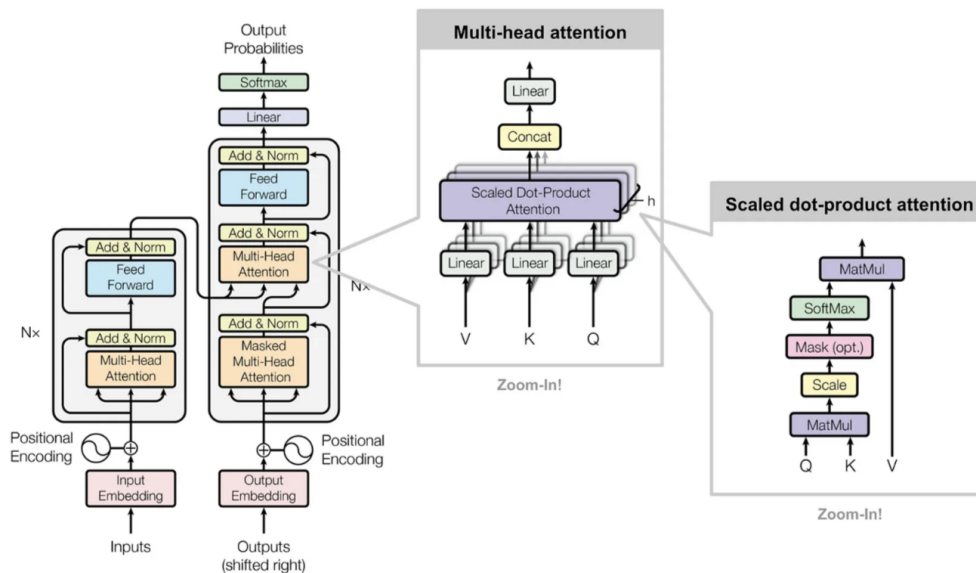 Output
Probabilities
Softmax
Linear
Add & Norm
Feed
Forward
Add & Norm
Multi-Head
Attention
Nx
Add & Norm
Masked
Multi-Head
Attention
Add & Norm
Feed
Forward
Nx
Add & Norm
Multi-Head
Attention
Positional
Encoding
Positional
Encoding
Input
Embedding
Output
Embedding
Inputs
Outputs
(shifted right)
Multi-head attention
Linear
Concat
Scaled Dot-Product
Attention
h
Linear
Linear
Linear
V
K
Q
Zoom-In!
Scaled dot-product attention
MatMul
SoftMax
Mask (opt.)
Scale
MatMul
Q
K
V
Zoom-In!